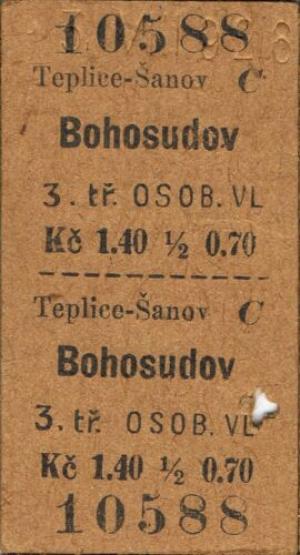 10588
Teplice-Šanov C
Bohosudov
3. tř. OSOB. VL
Kč 1.40 ½ 0.70
Teplice-Šanov C
Bohosudov
3. tř. OSOB. VL
Kč 1.40 ½ 0.70
10588